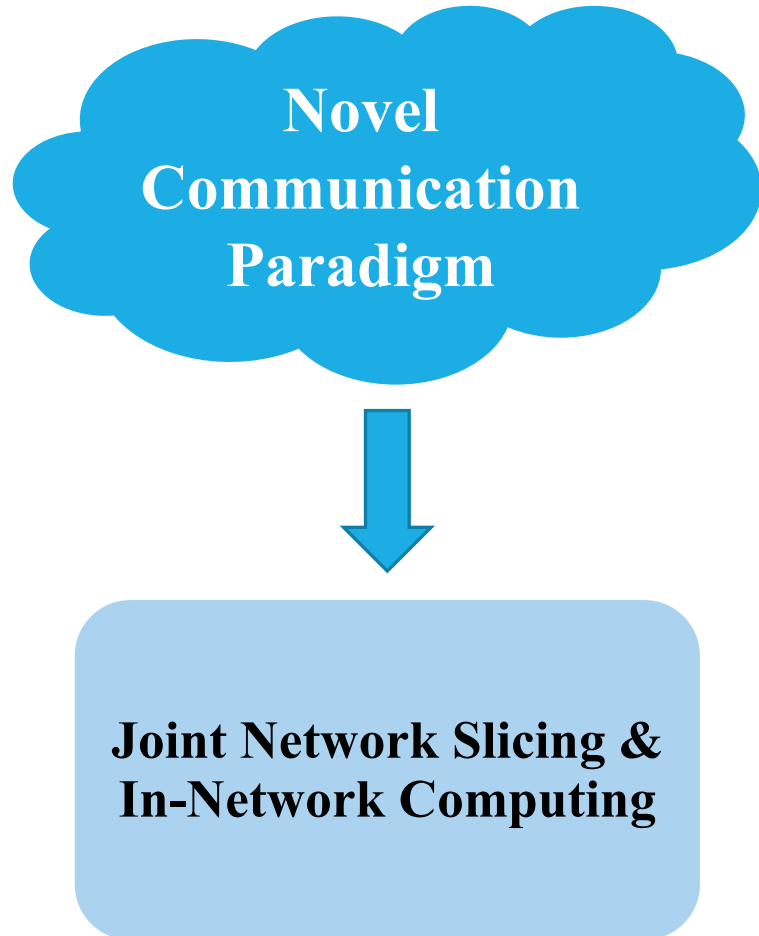 Novel
Communication
Paradigm
Joint Network Slicing &
In-Network Computing